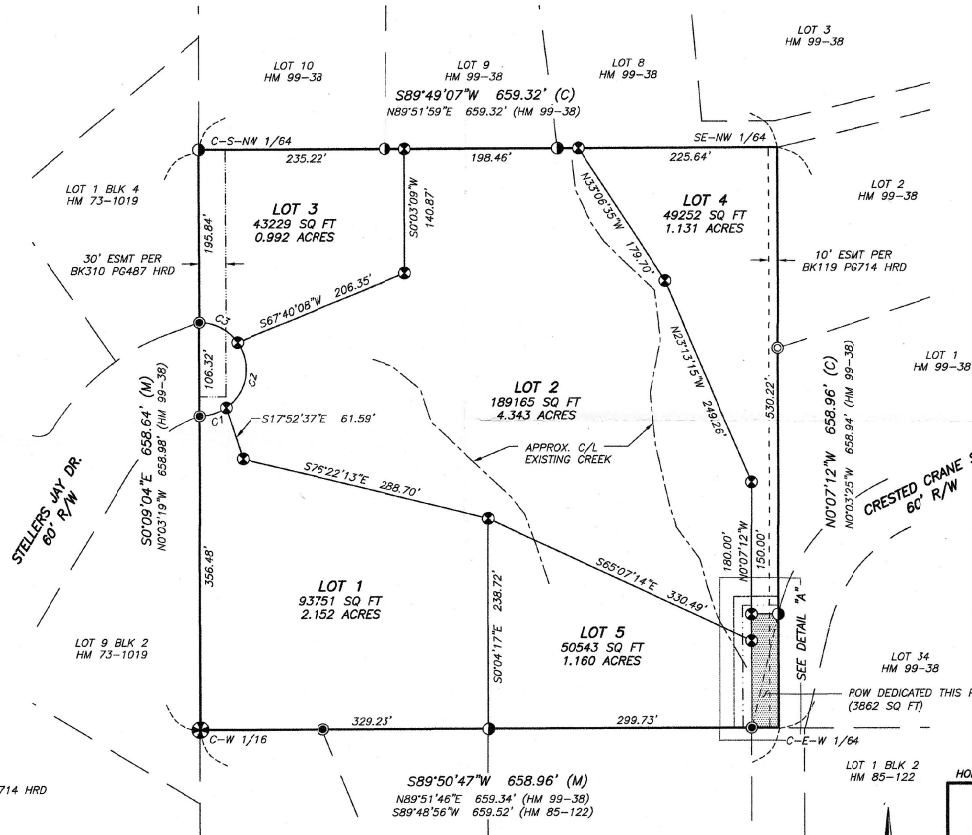 LOT 3
HM 99-38
LOT 10
HM 99-38
LOT 9
HM 99-38
LOT 8
HM 99-38
S89°49'07"W 659.32' (C)
N89°51'59"E 659.32' (HM 99-38)
C-S-NW 1/64
SE-NW 1/64
235.22'
198.46'
225.64'
LOT 1 BLK 4
HM 73-1019
LOT 2
HM 99-38
195.84'
LOT 3
43229 SQ FT
0.992 ACRES
S0°03'09"W
140.87'
N33°06'35"W 179.70'
LOT 4
49252 SQ FT
1.131 ACRES
30' ESMT PER
BK310 PG487 HRD
10' ESMT PER
BK119 PG714 HRD
S67°40'08"W 206.35'
C3
C2
C1
106.32'
N23°13'15"W 249.26'
530.22'
LOT 1
HM 99-38
LOT 2
189165 SQ FT
4.343 ACRES
S17°52'37"E 61.59'
APPROX. C/L
EXISTING CREEK
S0°09'04"E 658.64' (M)
N0°03'19"W 658.98' (HM 99-38)
N0°07'12"W 658.96' (C)
N0°03'25"W 658.94' (HM 99-38)
STELLERS JAY DR.
60' R/W
CRESTED CRANE
60' R/W
S76°22'13"E 288.70'
356.48'
180.00'
N0°07'12"W
150.00'
S65°07'14"E 330.49'
S0°04'17"E 238.72'
LOT 1
93751 SQ FT
2.152 ACRES
LOT 5
50543 SQ FT
1.160 ACRES
SEE DETAIL "A"
LOT 9 BLK 2
HM 73-1019
LOT 34
HM 99-38
ROW DEDICATED THIS
(3862 SQ FT)
329.23'
299.73'
C-W 1/16
C-E-W 1/64
S89°50'47"W 658.96' (M)
N89°51'46"E 659.34' (HM 99-38)
S89°48'56"W 659.52' (HM 85-122)
LOT 1 BLK 2
HM 85-122
714 HRD